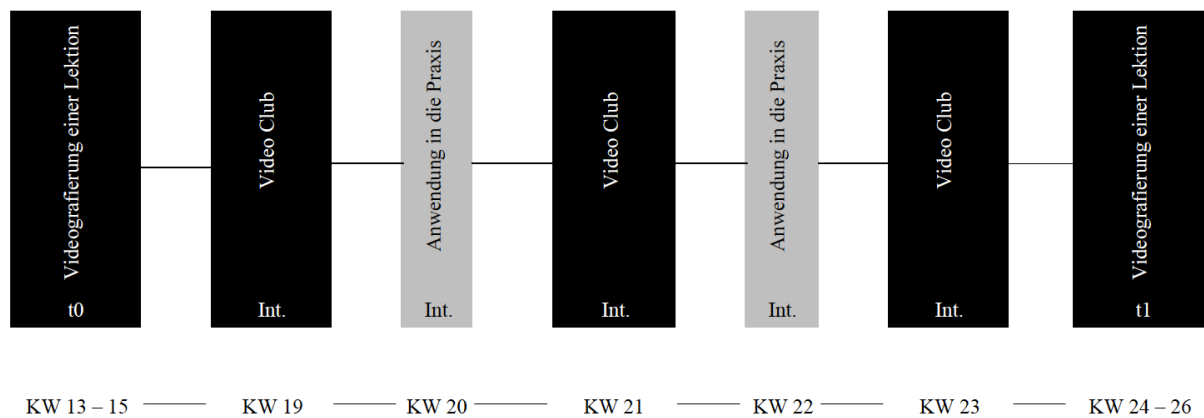 Videografierung einer Lektion
t0
Video Club
Int.
Anwendung in die Praxis
Int.
Video Club
Int.
Anwendung in die Praxis
Int.
Video Club
Int.
Videografierung einer Lektion
t1
KW 13 – 15
KW 19
KW 20
KW 21
KW 22
KW 23
KW 24 – 26